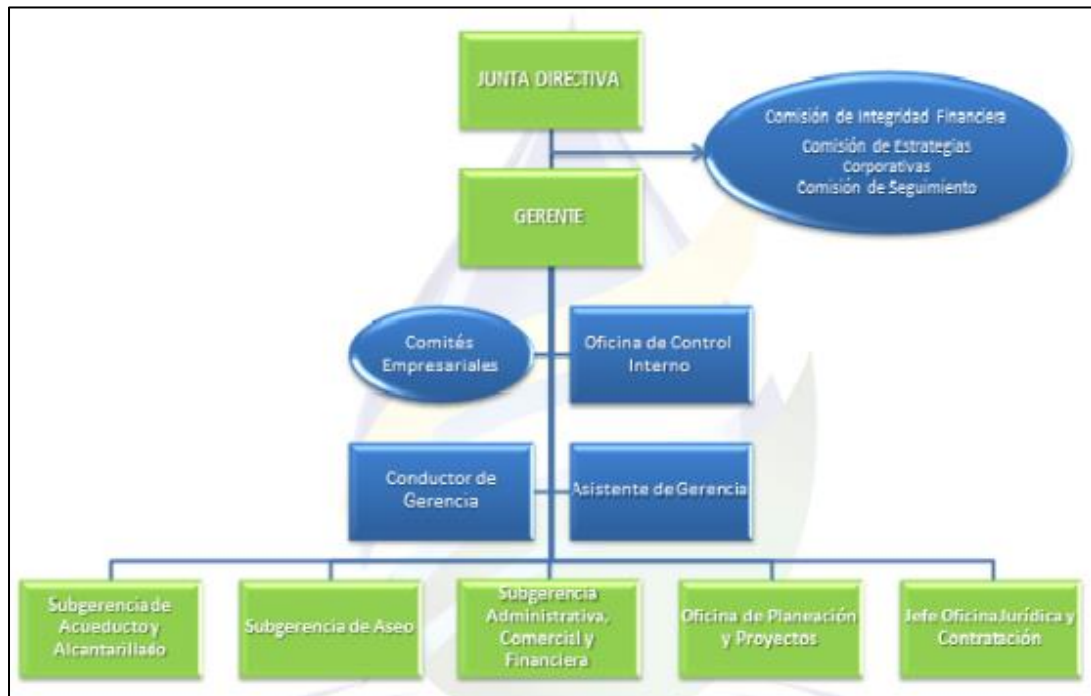 JUNTA DIRECTIVA
Comisión de Integridad Financiera
Comisión de Estrategias
Corporativas
Comisión de Seguimiento
GERENTE
Comités
Empresariales
Oficina de Control
Interno
Conductor de
Gerencia
Asistente de Gerencia
Subgerencia de
Acueducto y
Alcantarillado
Subgerencia de Aseo
Subgerencia
Administrativa,
Comercial y
Financiera
Oficina de Planeación
y Proyectos
Jefe Oficina Jurídica y
Contratación